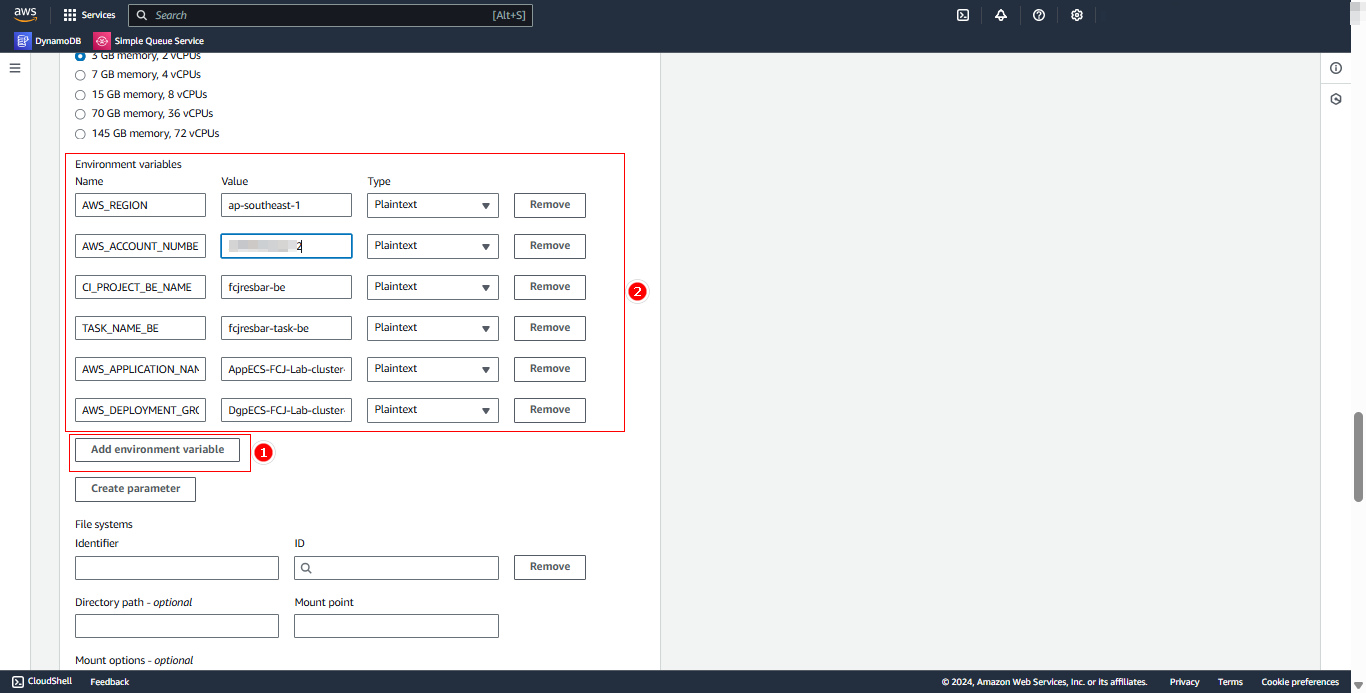 aws Services Search [Alt+S]
DynamoDB Simple Queue Service
3 GB memory, 2 vCPUs
7 GB memory, 4 vCPUs
15 GB memory, 8 vCPUs
70 GB memory, 36 vCPUs
145 GB memory, 72 vCPUs
Environment variables
Name Value Type
AWS_REGION ap-southeast-1 Plaintext Remove
AWS_ACCOUNT_NUMBE 2 Plaintext Remove
CI_PROJECT_BE_NAME fcjresbar-be Plaintext Remove
2
TASK_NAME_BE fcjresbar-task-be Plaintext Remove
AWS_APPLICATION_NAM AppECS-FCJ-Lab-cluster- Plaintext Remove
AWS_DEPLOYMENT_GRO DgpECS-FCJ-Lab-cluster- Plaintext Remove
Add environment variable 1
Create parameter
File systems
Identifier ID
Remove
Directory path - optional Mount point
Mount options - optional
CloudShell Feedback © 2024, Amazon Web Services, Inc. or its affiliates. Privacy Terms Cookie preferences